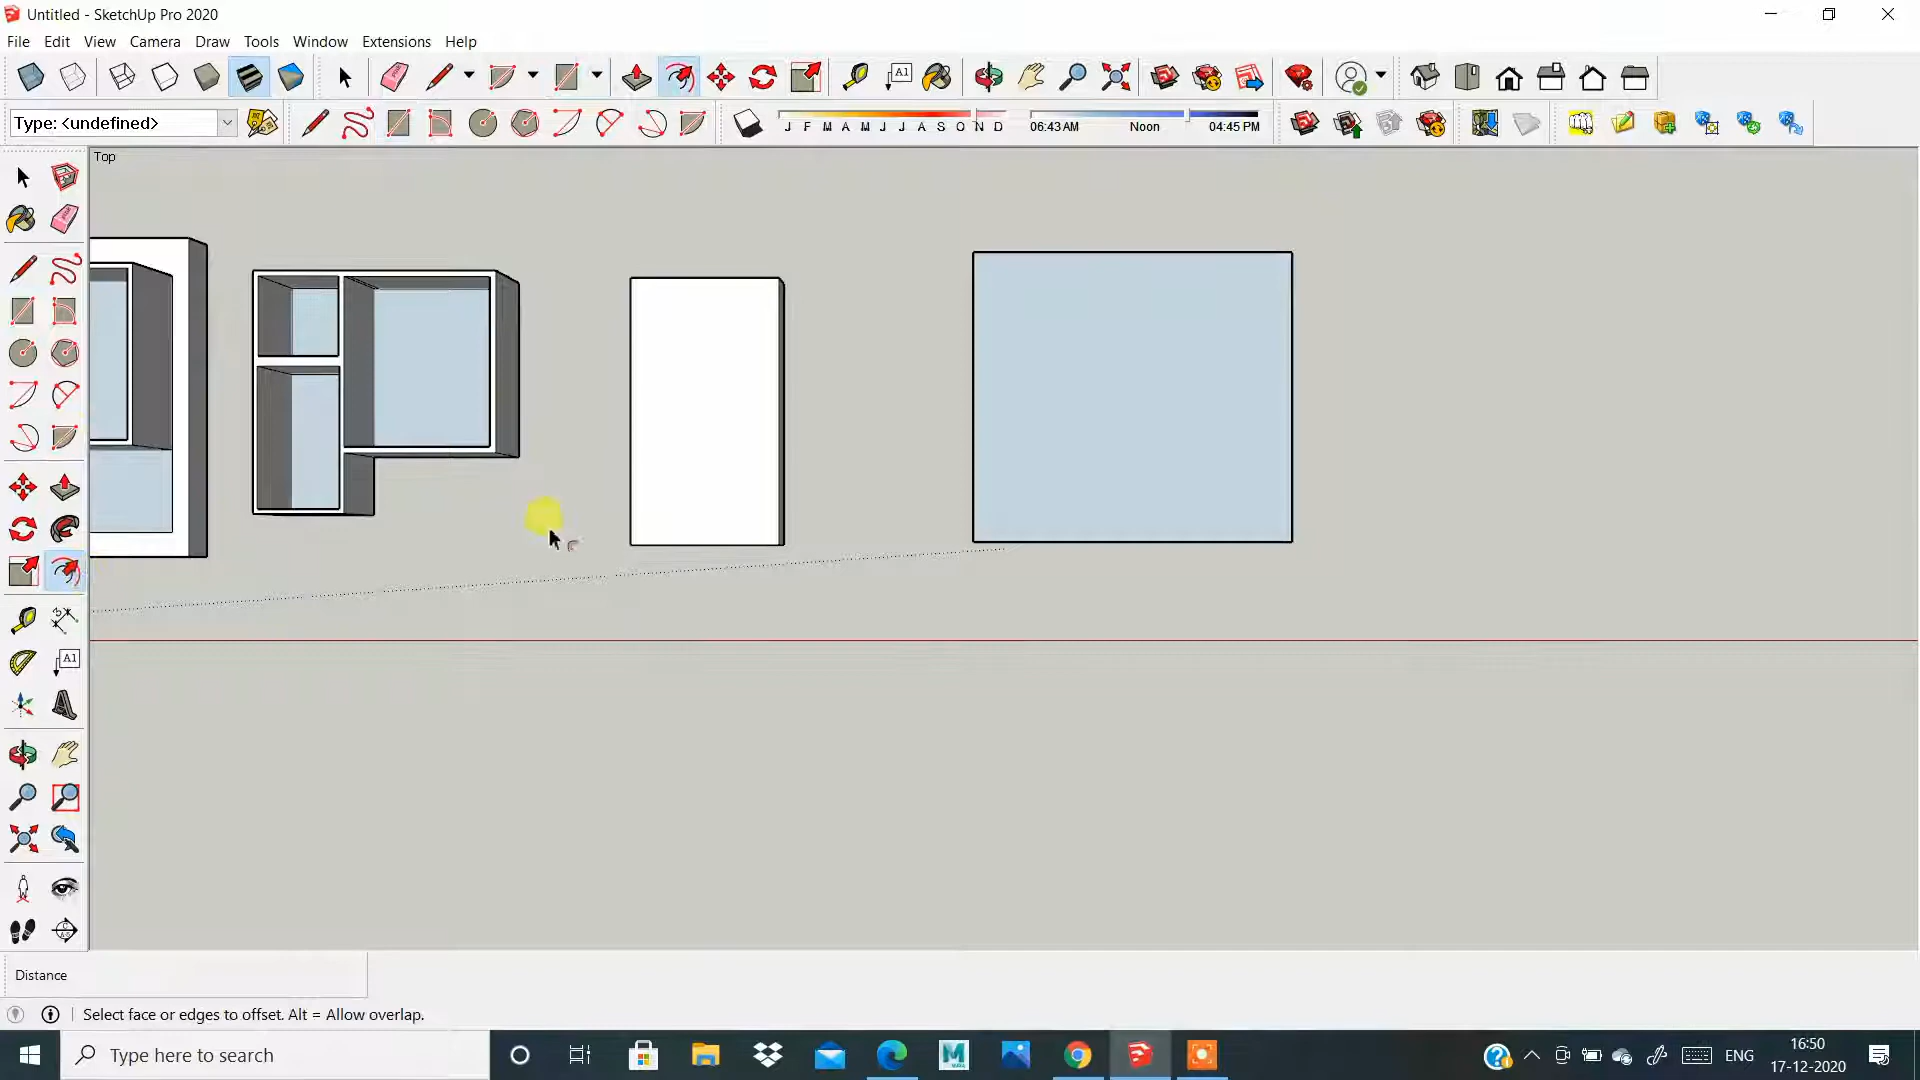 Untitled - SketchUp Pro 2020
File Edit View Camera Draw Tools Window Extensions Help
A1
Type: <undefined>
J F M A M J J A S O N D
06:43 AM Noon 04:45 PM
Top
A1
Distance
Select face or edges to offset. Alt = Allow overlap.
Type here to search
ENG
16:50
17-12-2020